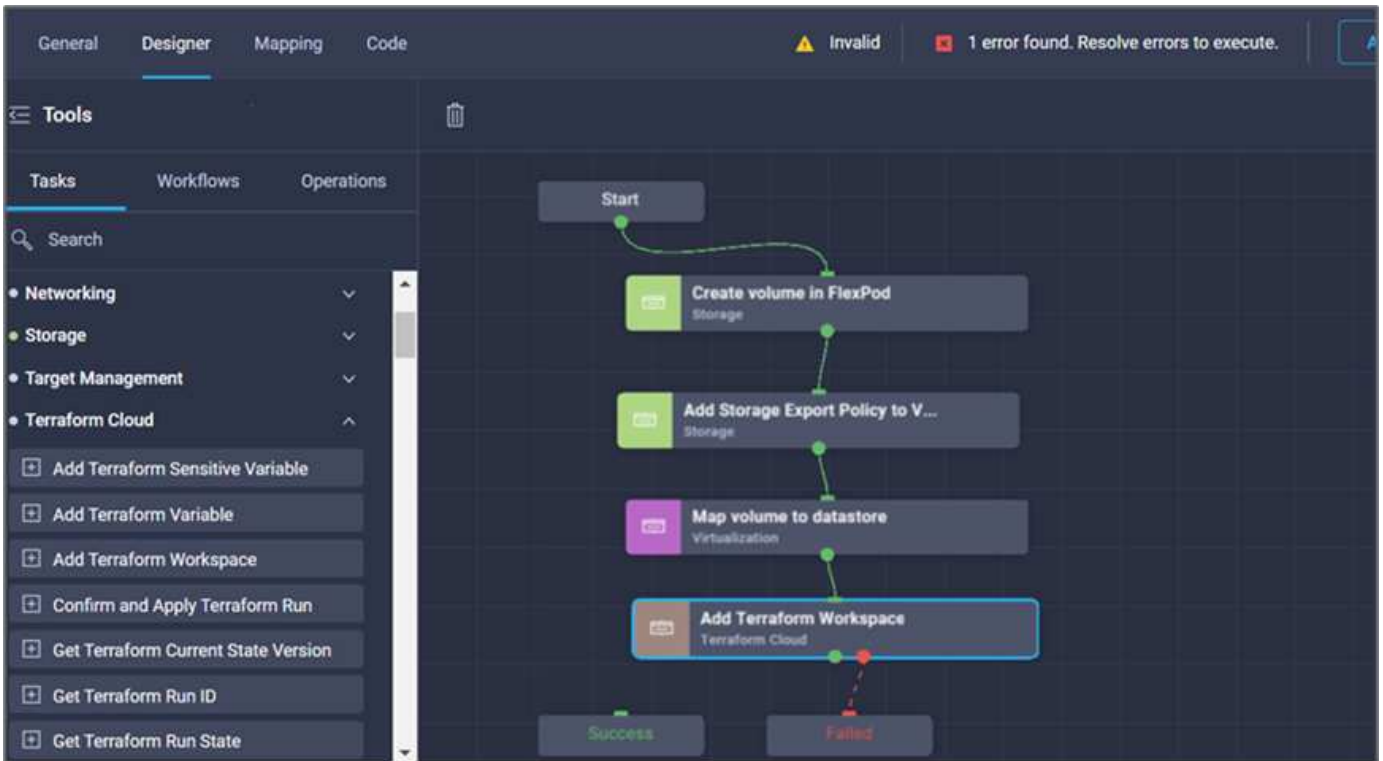 General Designer Mapping Code Invalid 1 error found. Resolve errors to execute. A
Tools
Tasks Workflows Operations
Search
Networking
Storage
Target Management
Terraform Cloud
Add Terraform Sensitive Variable
Add Terraform Variable
Add Terraform Workspace
Confirm and Apply Terraform Run
Get Terraform Current State Version
Get Terraform Run ID
Get Terraform Run State
Start
Create volume in FlexPod
Storage
Add Storage Export Policy to V...
Storage
Map volume to datastore
Virtualization
Add Terraform Workspace
Terraform Cloud
Success Failed